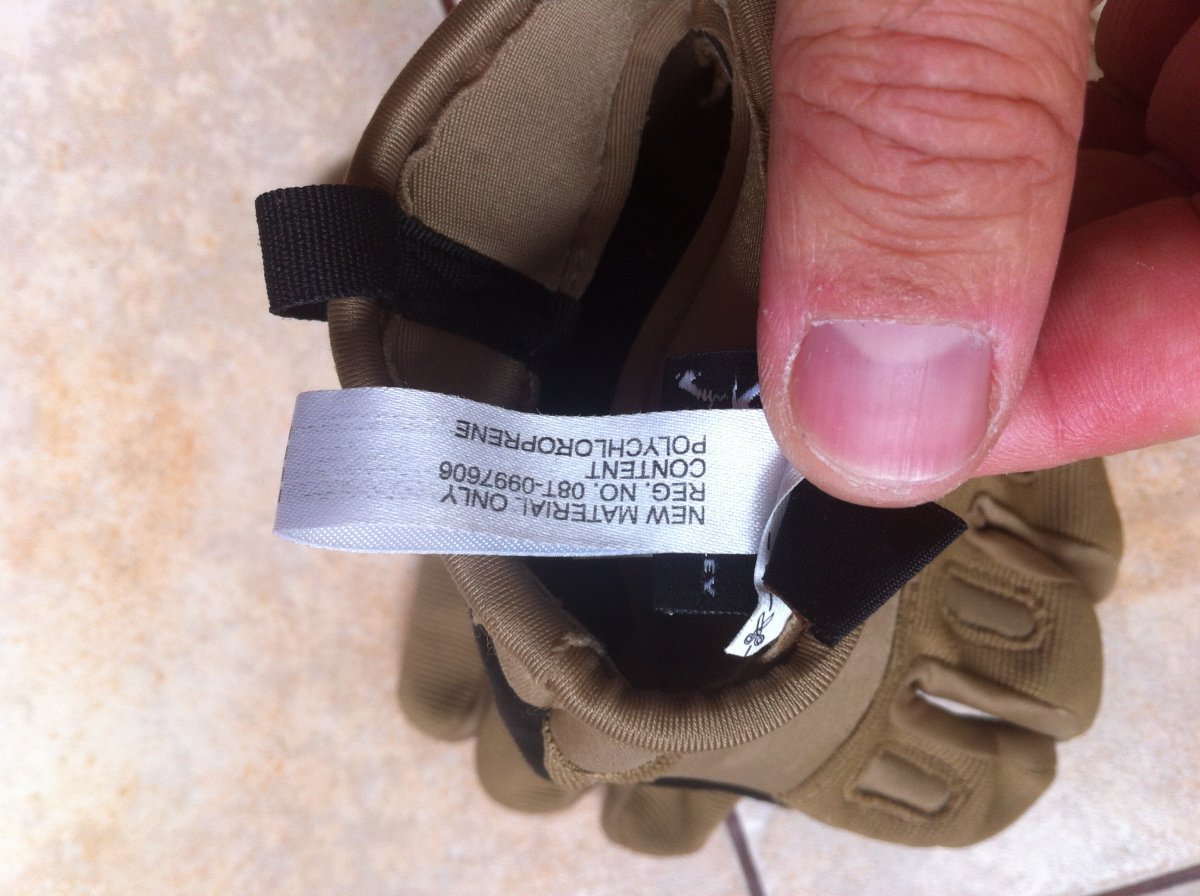 NEW MATERIAL ONLY
REG. NO. 08T-0997606
CONTENT
POLYCHLOROPRENE